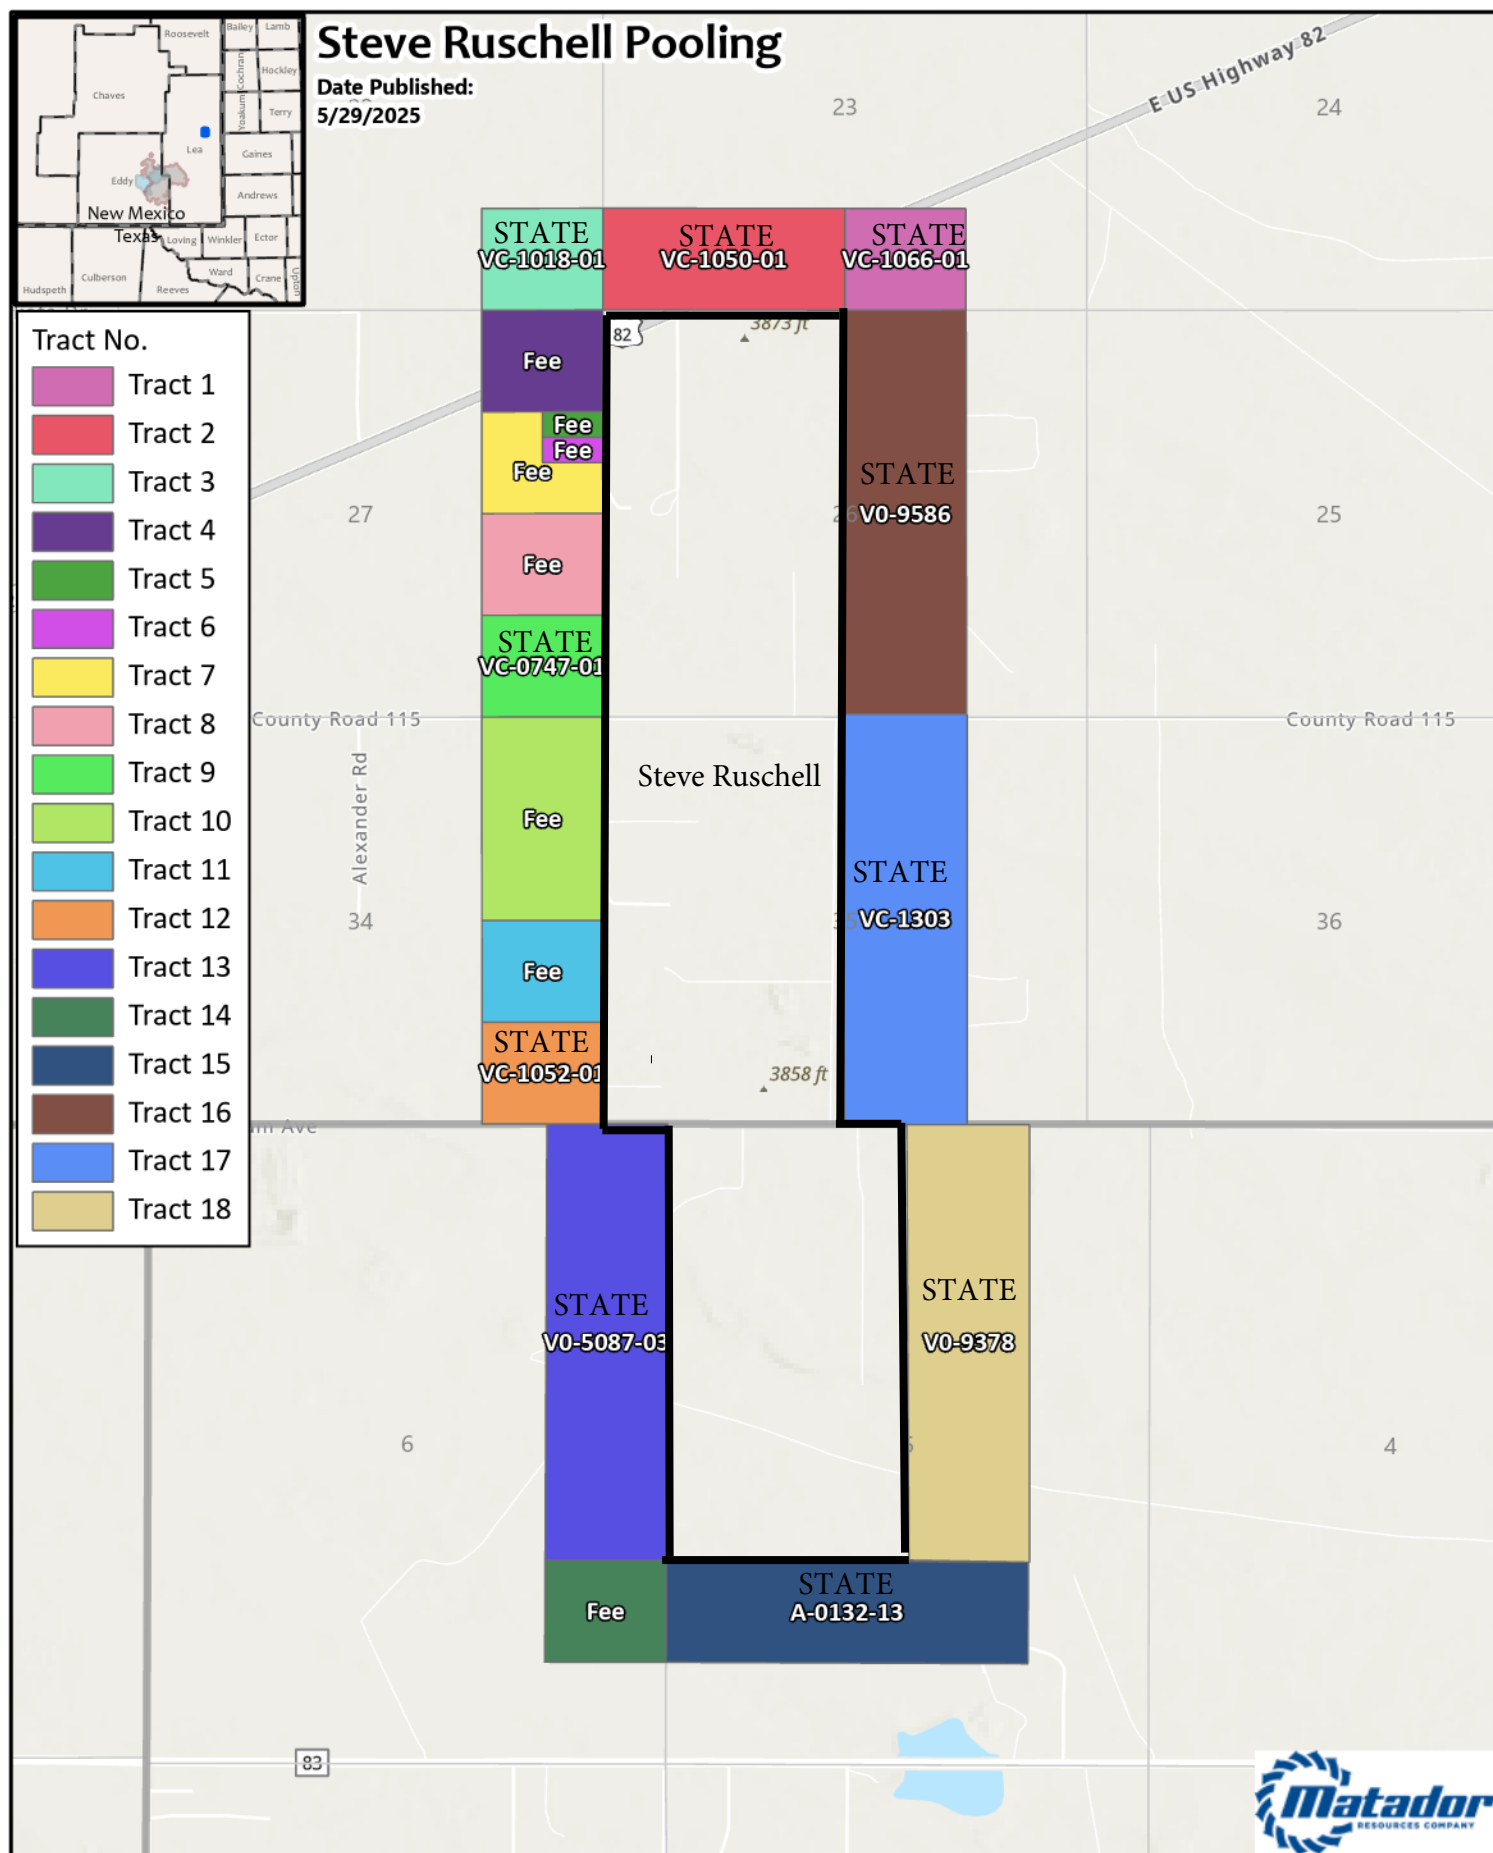 Steve Ruschell Pooling
Date Published:
5/29/2025
Roosevelt
Bailey
Lamb
Chaves
Cochran
Hockley
Yoakum
Terry
Lea
Gaines
Eddy
Andrews
New Mexico
Texas
Loving
Winkler
Ector
Culberson
Ward
Crane
Upton
Hudspeth
Reeves
23
E US Highway 82
24
STATE
VC-1018-01
STATE
VC-1050-01
STATE
VC-1066-01
Tract No.
Tract 1
Tract 2
Tract 3
Tract 4
Tract 5
Tract 6
Tract 7
Tract 8
Tract 9
Tract 10
Tract 11
Tract 12
Tract 13
Tract 14
Tract 15
Tract 16
Tract 17
Tract 18
82
3873 ft
Fee
Fee
Fee
Fee
27
STATE
V0-9586
25
Fee
STATE
VC-0747-01
County Road 115
County Road 115
Alexander Rd
Steve Ruschell
Fee
STATE
VC-1303
34
36
Fee
STATE
VC-1052-01
3858 ft
Ave
STATE
V0-5087-03
STATE
V0-9378
6
4
Fee
STATE
A-0132-13
83
Matador
RESOURCES COMPANY